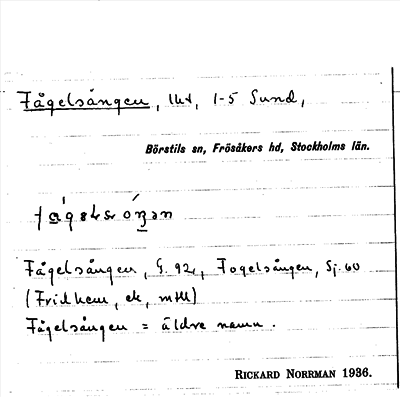 Fågelsången, lht, 1-5 Sund,
Börstils sn, Frösåkers hd, Stockholms län.
Fågelsången, G. 92, Fogelsången, Sj. 60
(Fridhem, ek, mtl)
Fågelsången = äldre namn.
RICKARD NORRMAN 1936.